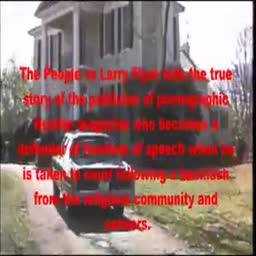 The People vs Larry Flynt tells the true
story of the publisher of pornographic
Hustler magazine who becomes a
defender of freedom of speech when he
is taken to court following a backlash
from the religious community and
censors.